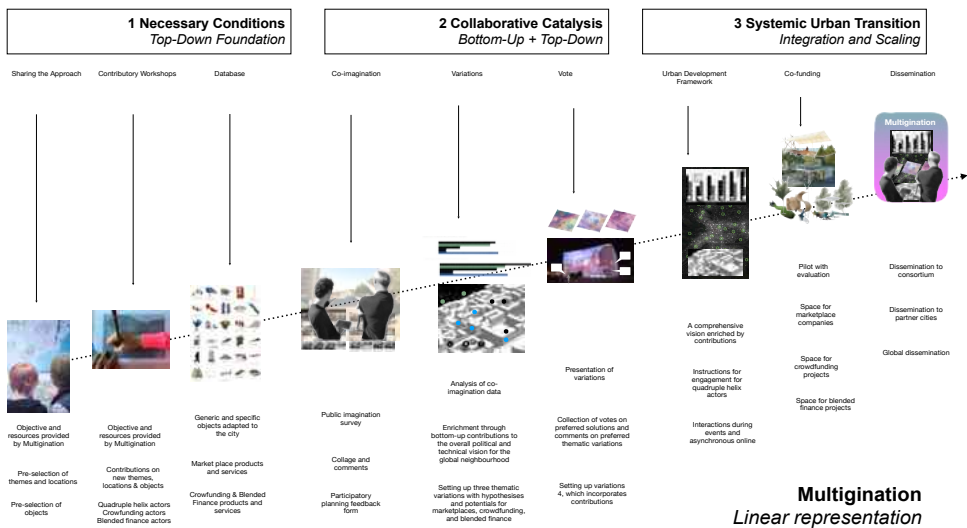 1 Necessary Conditions
Top-Down Foundation
2 Collaborative Catalysis
Bottom-Up + Top-Down
3 Systemic Urban Transition
Integration and Scaling
Sharing the Approach
Contributory Workshops
Database
Co-imagination
Variations
Vote
Urban Development
Framework
Co-funding
Dissemination
Multigination
Objective and
resources provided
by Multigination
Pre-selection of
themes and locations
Pre-selection of
objects
Objective and
resources provided
by Multigination
Contributions on
new themes,
locations & objects
Quadruple helix actors
Crowfunding actors
Blended finance actors
Generic and specific
objects adapted to
the city
Market place products
and services
Crowfunding & Blended
Finance products and
services
Public imagination
survey
Collage and
comments
Participatory
planning feedback
form
Analysis of co-
imagination data
Enrichment through
bottom-up contributions to
the overall political and
technical vision for the
global neighbourhood
Setting up three thematic
variations with hypothesises
and potentials for
marketplaces, crowdfunding,
and blended finance
Presentation of
variations
Collection of votes on
preferred solutions and
comments on preferred
thematic variations
Setting up variations
4, which incorporates
contributions
A comprehensive
vision enriched by
contributions
Instructions for
engagement for
quadruple helix
actors
Interactions during
events and
asynchronous online
Pilot with
evaluation
Space for
marketplace
companies
Space for
crowdfunding
projects
Space for blended
finance projects
Dissemination to
consortium
Dissemination to
partner cities
Global dissemination
Multigination
Linear representation